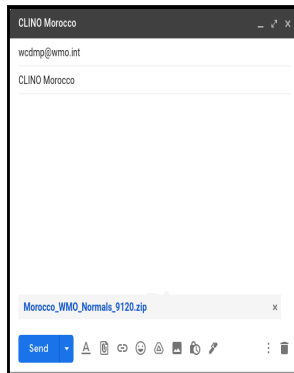 CLINO Morocco
wcdmp@wmo.int
CLINO Morocco
Morocco_WMO_Normals_9120.zip
Send